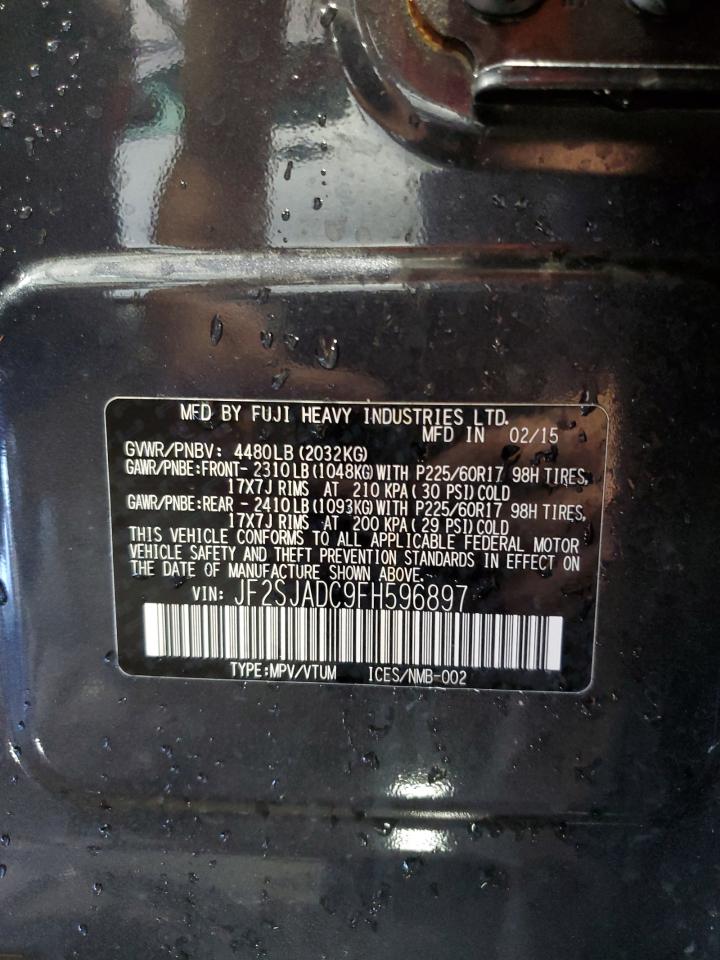 MFD BY FUJI HEAVY INDUSTRIES LTD.
MFD IN 02/15
GVWR/PNBV: 4480LB(2032KG)
GAWR/PNBE:FRONT- 2310LB(1048KG)WITH P225/60R17 98H TIRES,
17X7J RIMS AT 210 KPA(30 PSI)COLD
GAWR/PNBE:REAR - 2410LB(1093KG)WITH P225/60R17 98H TIRES,
17X7J RIMS AT 200 KPA(29 PSI)COLD
THIS VEHICLE CONFORMS TO ALL APPLICABLE FEDERAL MOTOR
VEHICLE SAFETY AND THEFT PREVENTION STANDARDS IN EFFECT ON
THE DATE OF MANUFACTURE SHOWN ABOVE.
VIN: JF2SJADC9FH596897
TYPE:MPV/VTUM ICES/NMB-002